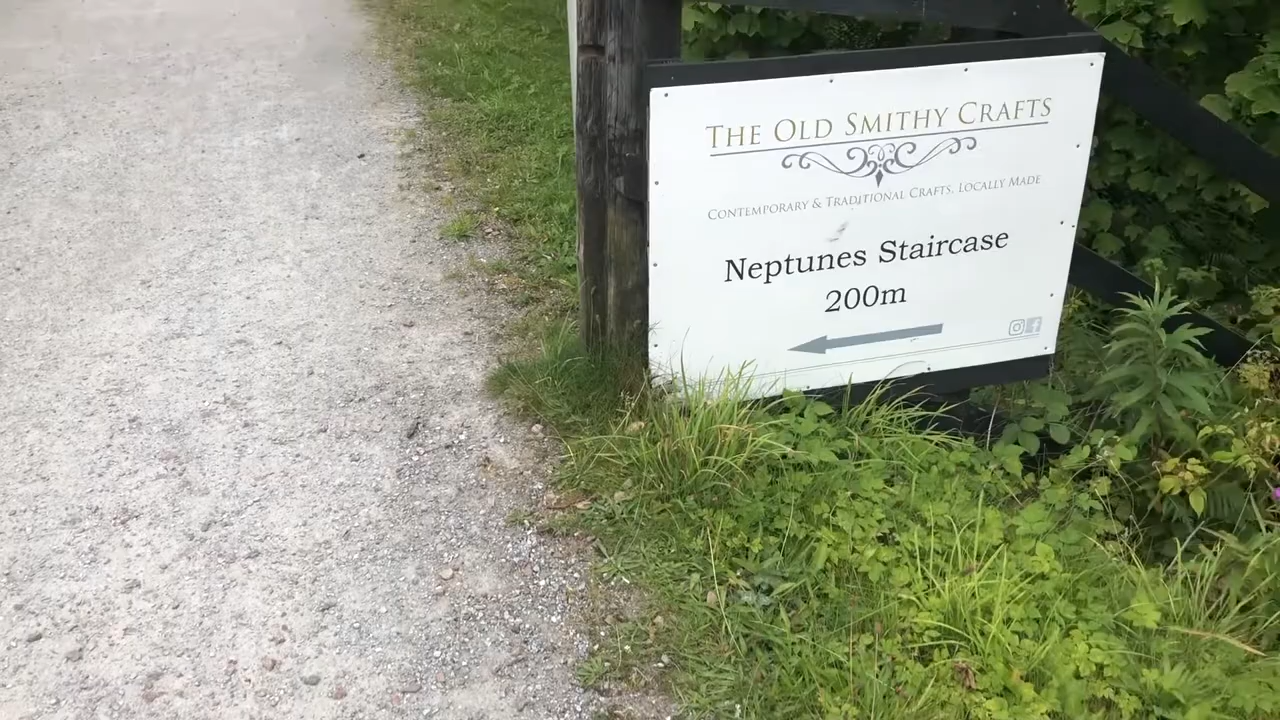 THE OLD SMITHY CRAFTS
CONTEMPORARY & TRADITIONAL CRAFTS, LOCALLY MADE
Neptunes Staircase
200m